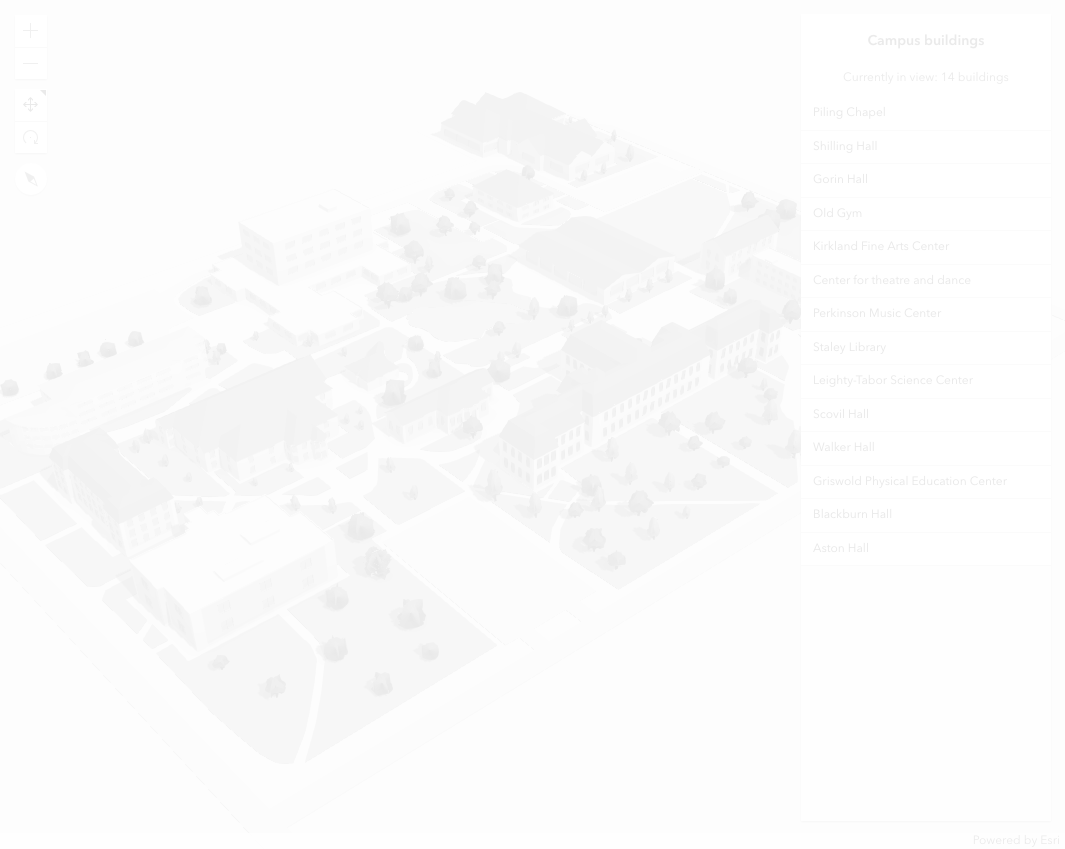 Campus buildings
Currently in view: 14 buildings
Piling Chapel
Shilling Hall
Gorin Hall
Old Gym
Kirkland Fine Arts Center
Center for theatre and dance
Perkinson Music Center
Staley Library
Leighty-Tabor Science Center
Scovil Hall
Walker Hall
Griswold Physical Education Center
Blackburn Hall
Aston Hall
Powered by Esri